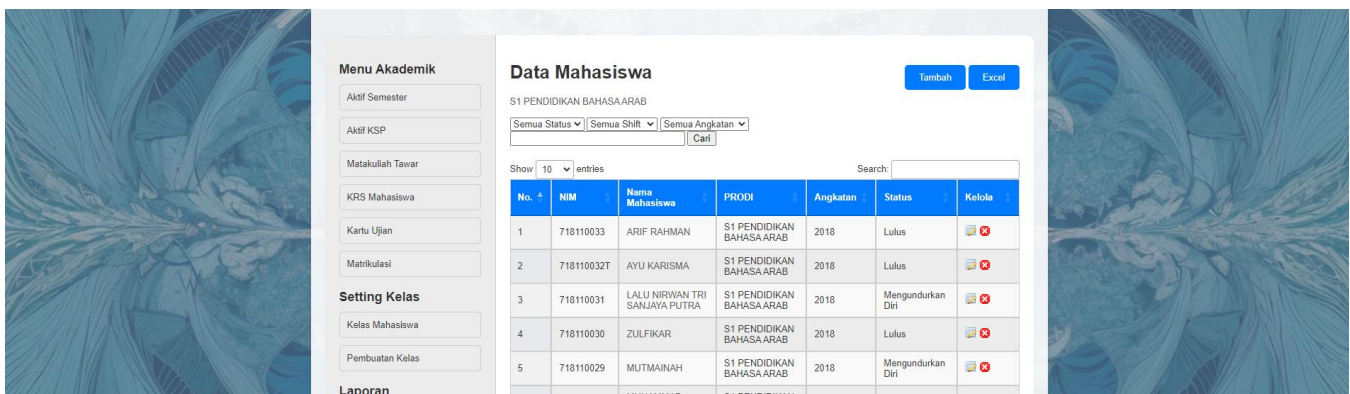 Menu Akademik
Aktif Semester
Aktif KSP
Matakuliah Tawar
KRS Mahasiswa
Kartu Ujian
Matrikulasi
Setting Kelas
Kelas Mahasiswa
Pembuatan Kelas
Laporan
Data Mahasiswa
Tambah Excel
S1 PENDIDIKAN BAHASA ARAB
Semua Status Semua Shift Semua Angkatan
Cari
Show 10 entries Search:
No. NIM Nama Mahasiswa PRODI Angkatan Status Kelola
1 718110033 ARIF RAHMAN S1 PENDIDIKAN BAHASA ARAB 2018 Lulus
2 718110032T AYU KARISMA S1 PENDIDIKAN BAHASA ARAB 2018 Lulus
3 718110031 LALU NIRWAN TRI SANJAYA PUTRA S1 PENDIDIKAN BAHASA ARAB 2018 Mengundurkan Diri
4 718110030 ZULFIKAR S1 PENDIDIKAN BAHASA ARAB 2018 Lulus
5 718110029 MUTMAINAH S1 PENDIDIKAN BAHASA ARAB 2018 Mengundurkan Diri